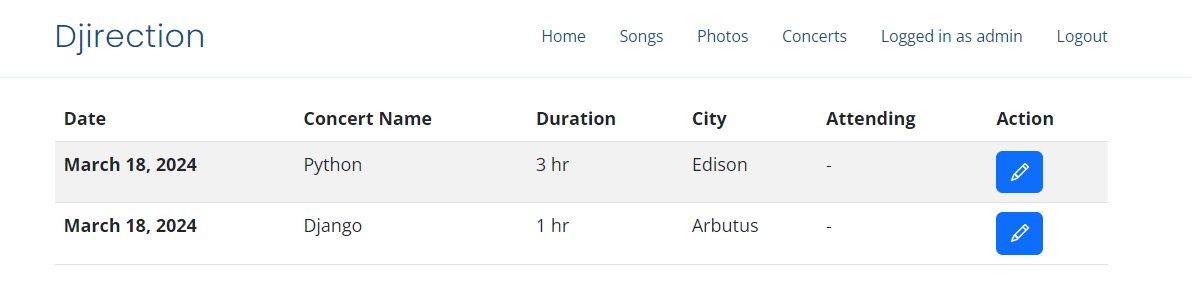 Djirection Home Songs Photos Concerts Logged in as admin Logout
Date Concert Name Duration City Attending Action
March 18, 2024 Python 3 hr Edison -
March 18, 2024 Django 1 hr Arbutus -